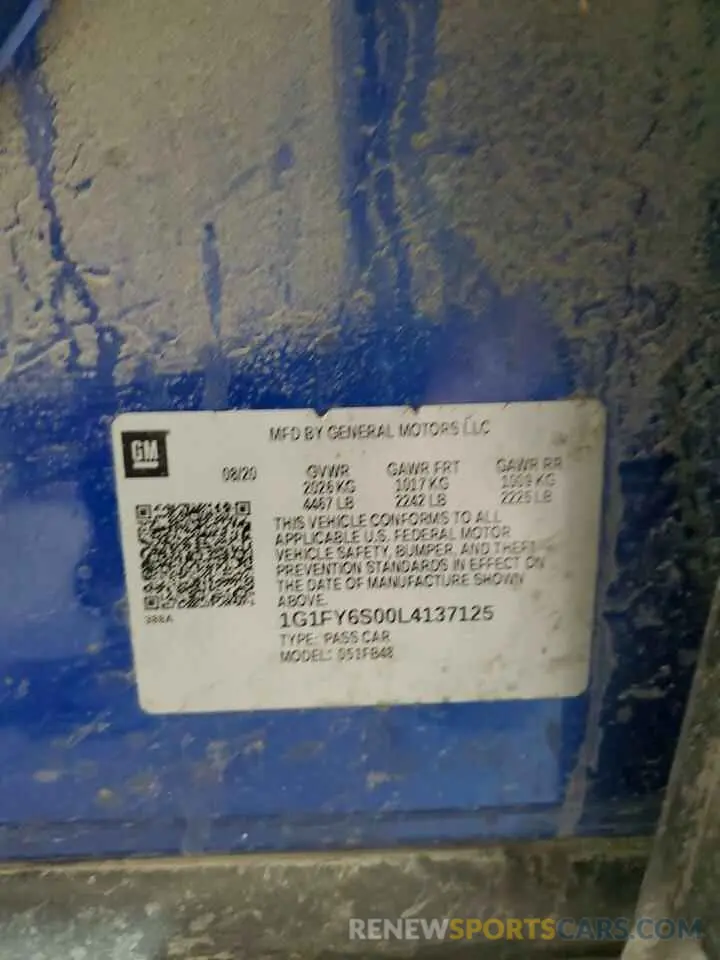 MFD BY GENERAL MOTORS LLC
GM
08/20 GVWR GAWR FRT GAWR RR
2026 KG 1017 KG 1009 KG
4467 LB 2242 LB 2225 LB
THIS VEHICLE CONFORMS TO ALL
APPLICABLE U.S. FEDERAL MOTOR
VEHICLE SAFETY, BUMPER, AND THEFT
PREVENTION STANDARDS IN EFFECT ON
THE DATE OF MANUFACTURE SHOWN
ABOVE.
1G1FY6S00L4137125
TYPE: PASS CAR
MODEL: 
RENEWSPORTSCARS.COM